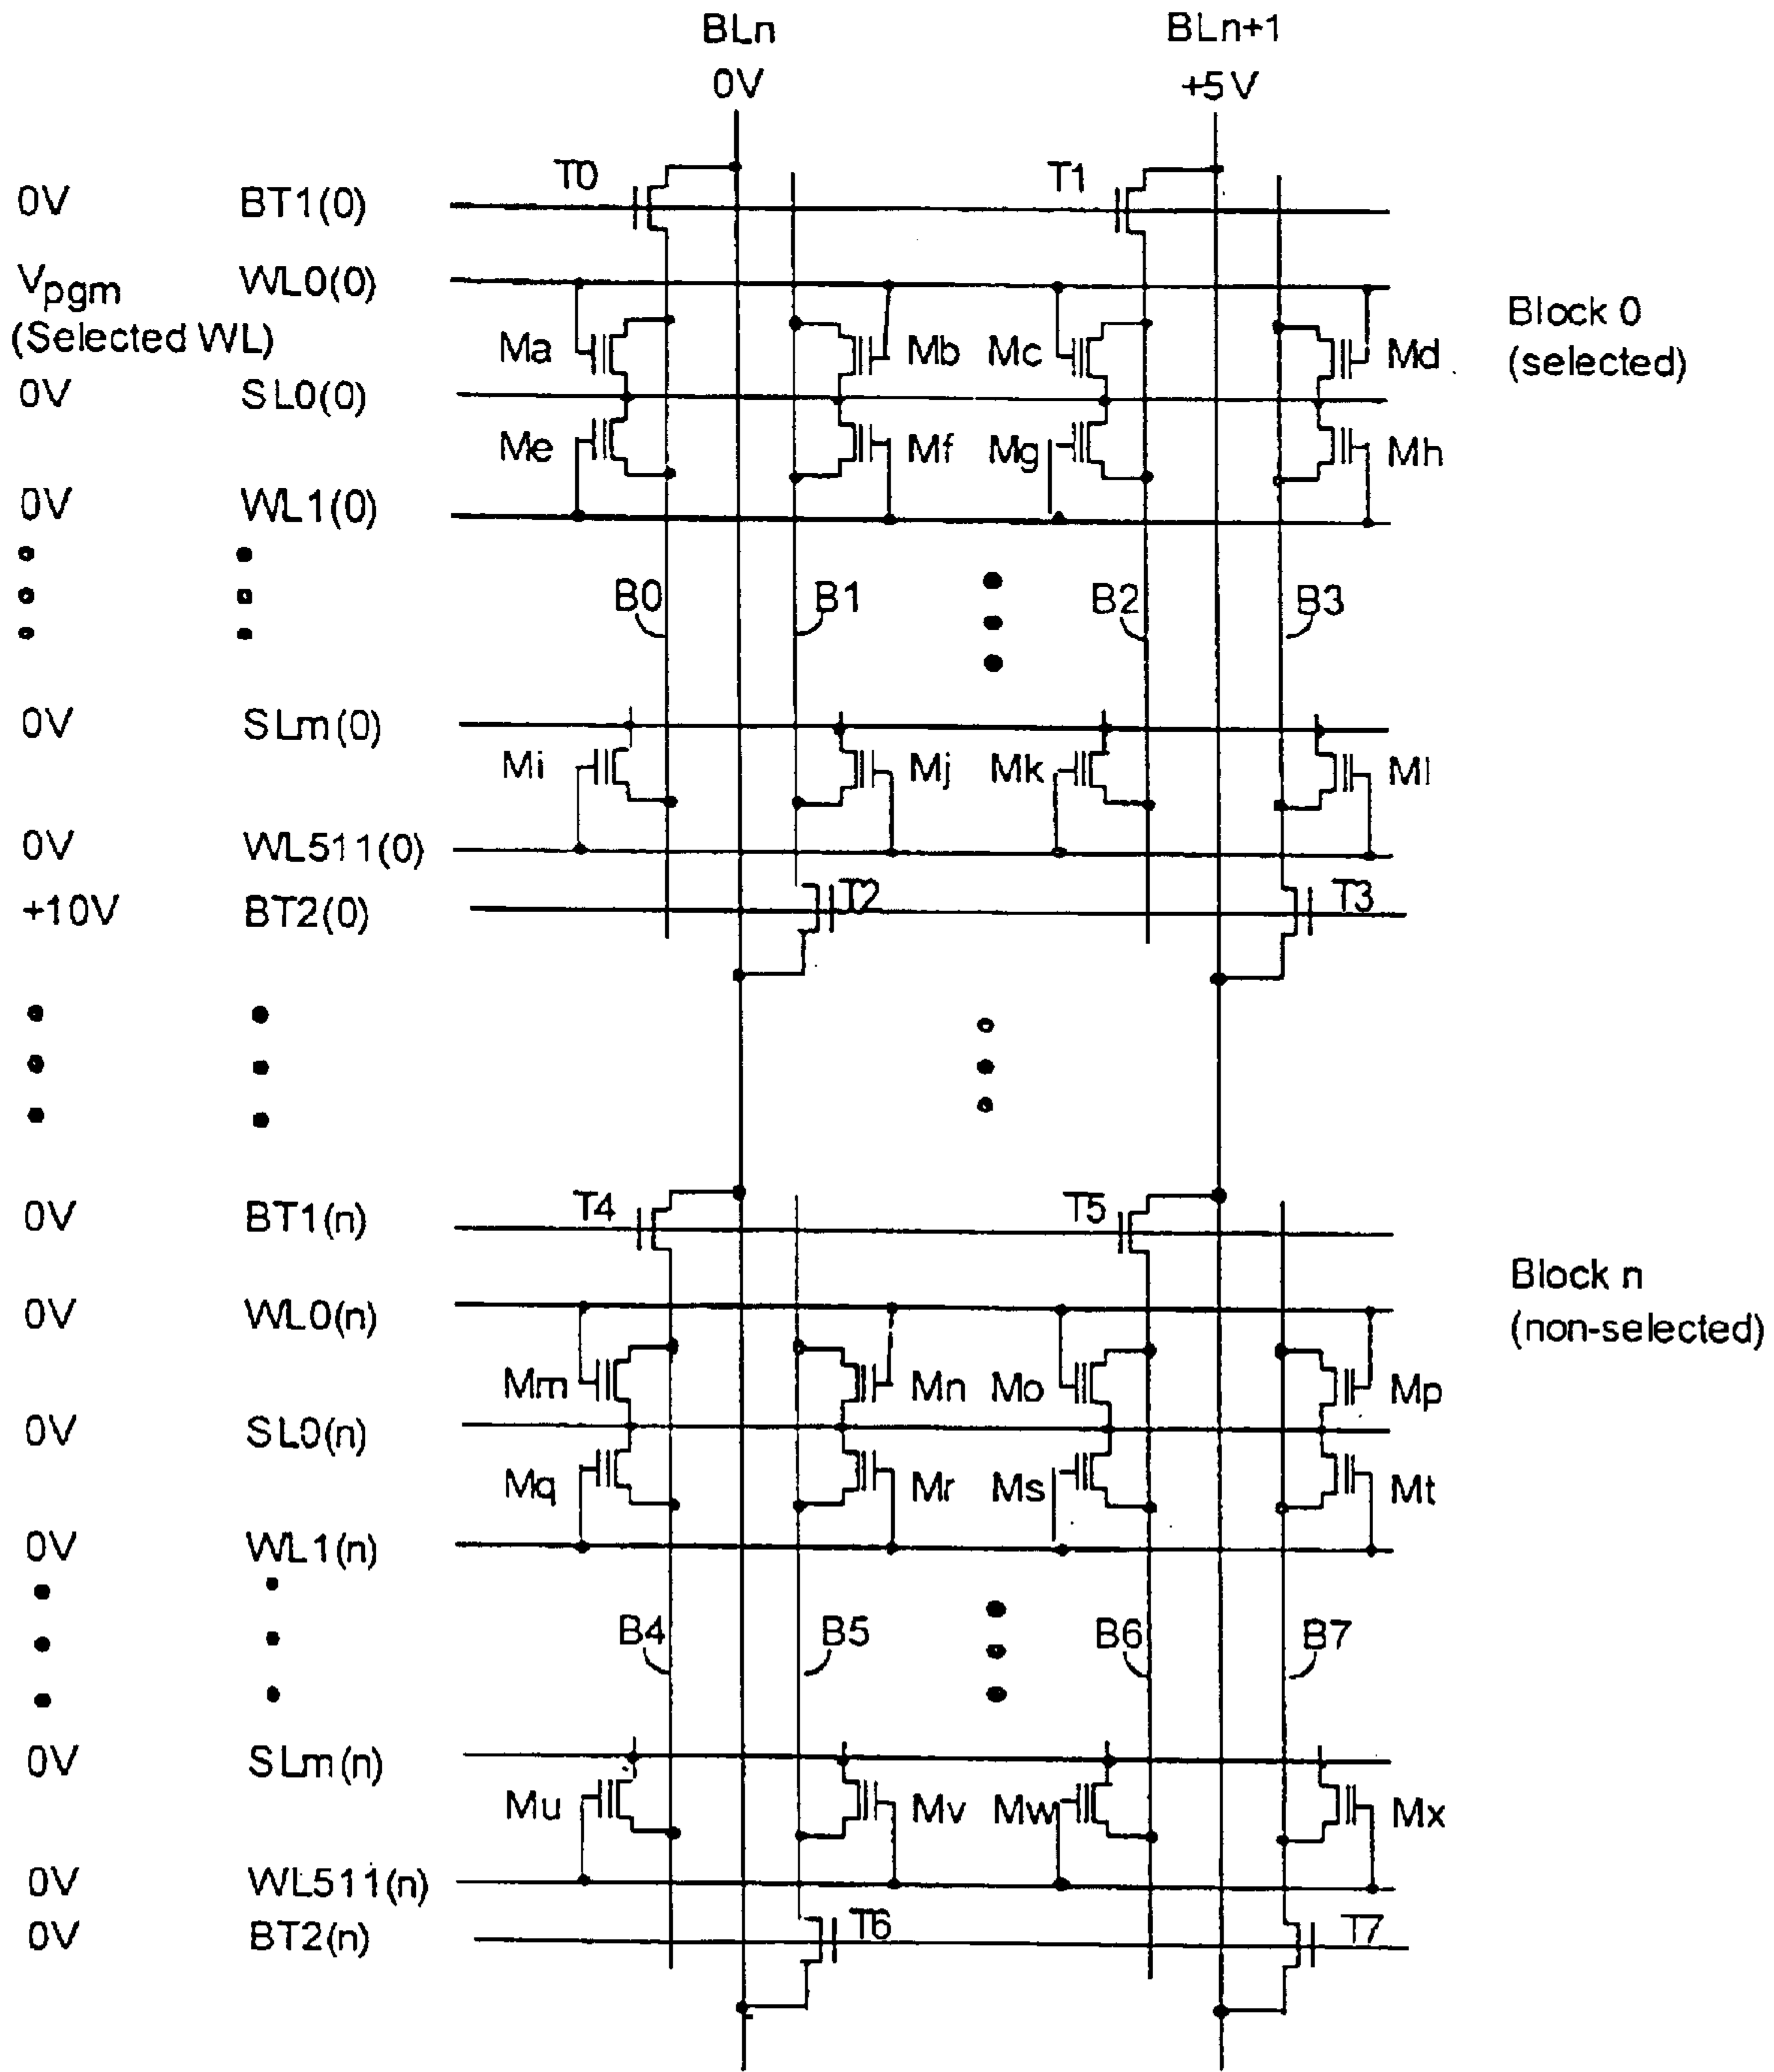 BLn BLn+1
0V +5V
T0 T1
0V BT1(0)
Vpgm WL0(0)
(Selected WL)
Block 0
(selected)
Ma Mb Mc Md
0V SL0(0)
Me Mf Mg Mh
0V WL1(0)
B0 B1 B2 B3
0V SLm(0)
Mi Mj Mk Ml
0V WL511(0)
+10V BT2(0) T2 T3
T4 T5
0V BT1(n)
Block n
(non-selected)
0V WL0(n)
Mm Mn Mo Mp
0V SL0(n)
Mq Mr Ms Mt
0V WL1(n)
B4 B5 B6 B7
0V SLm(n)
Mu Mv Mw Mx
0V WL511(n)
0V BT2(n) T6 T7